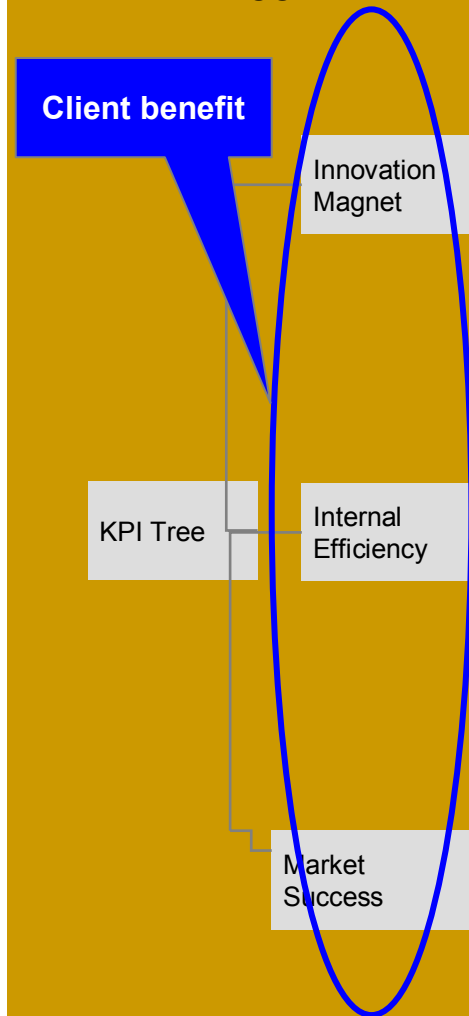 Client benefit
Innovation
Magnet
KPI Tree
Internal
Efficiency
Market
Success